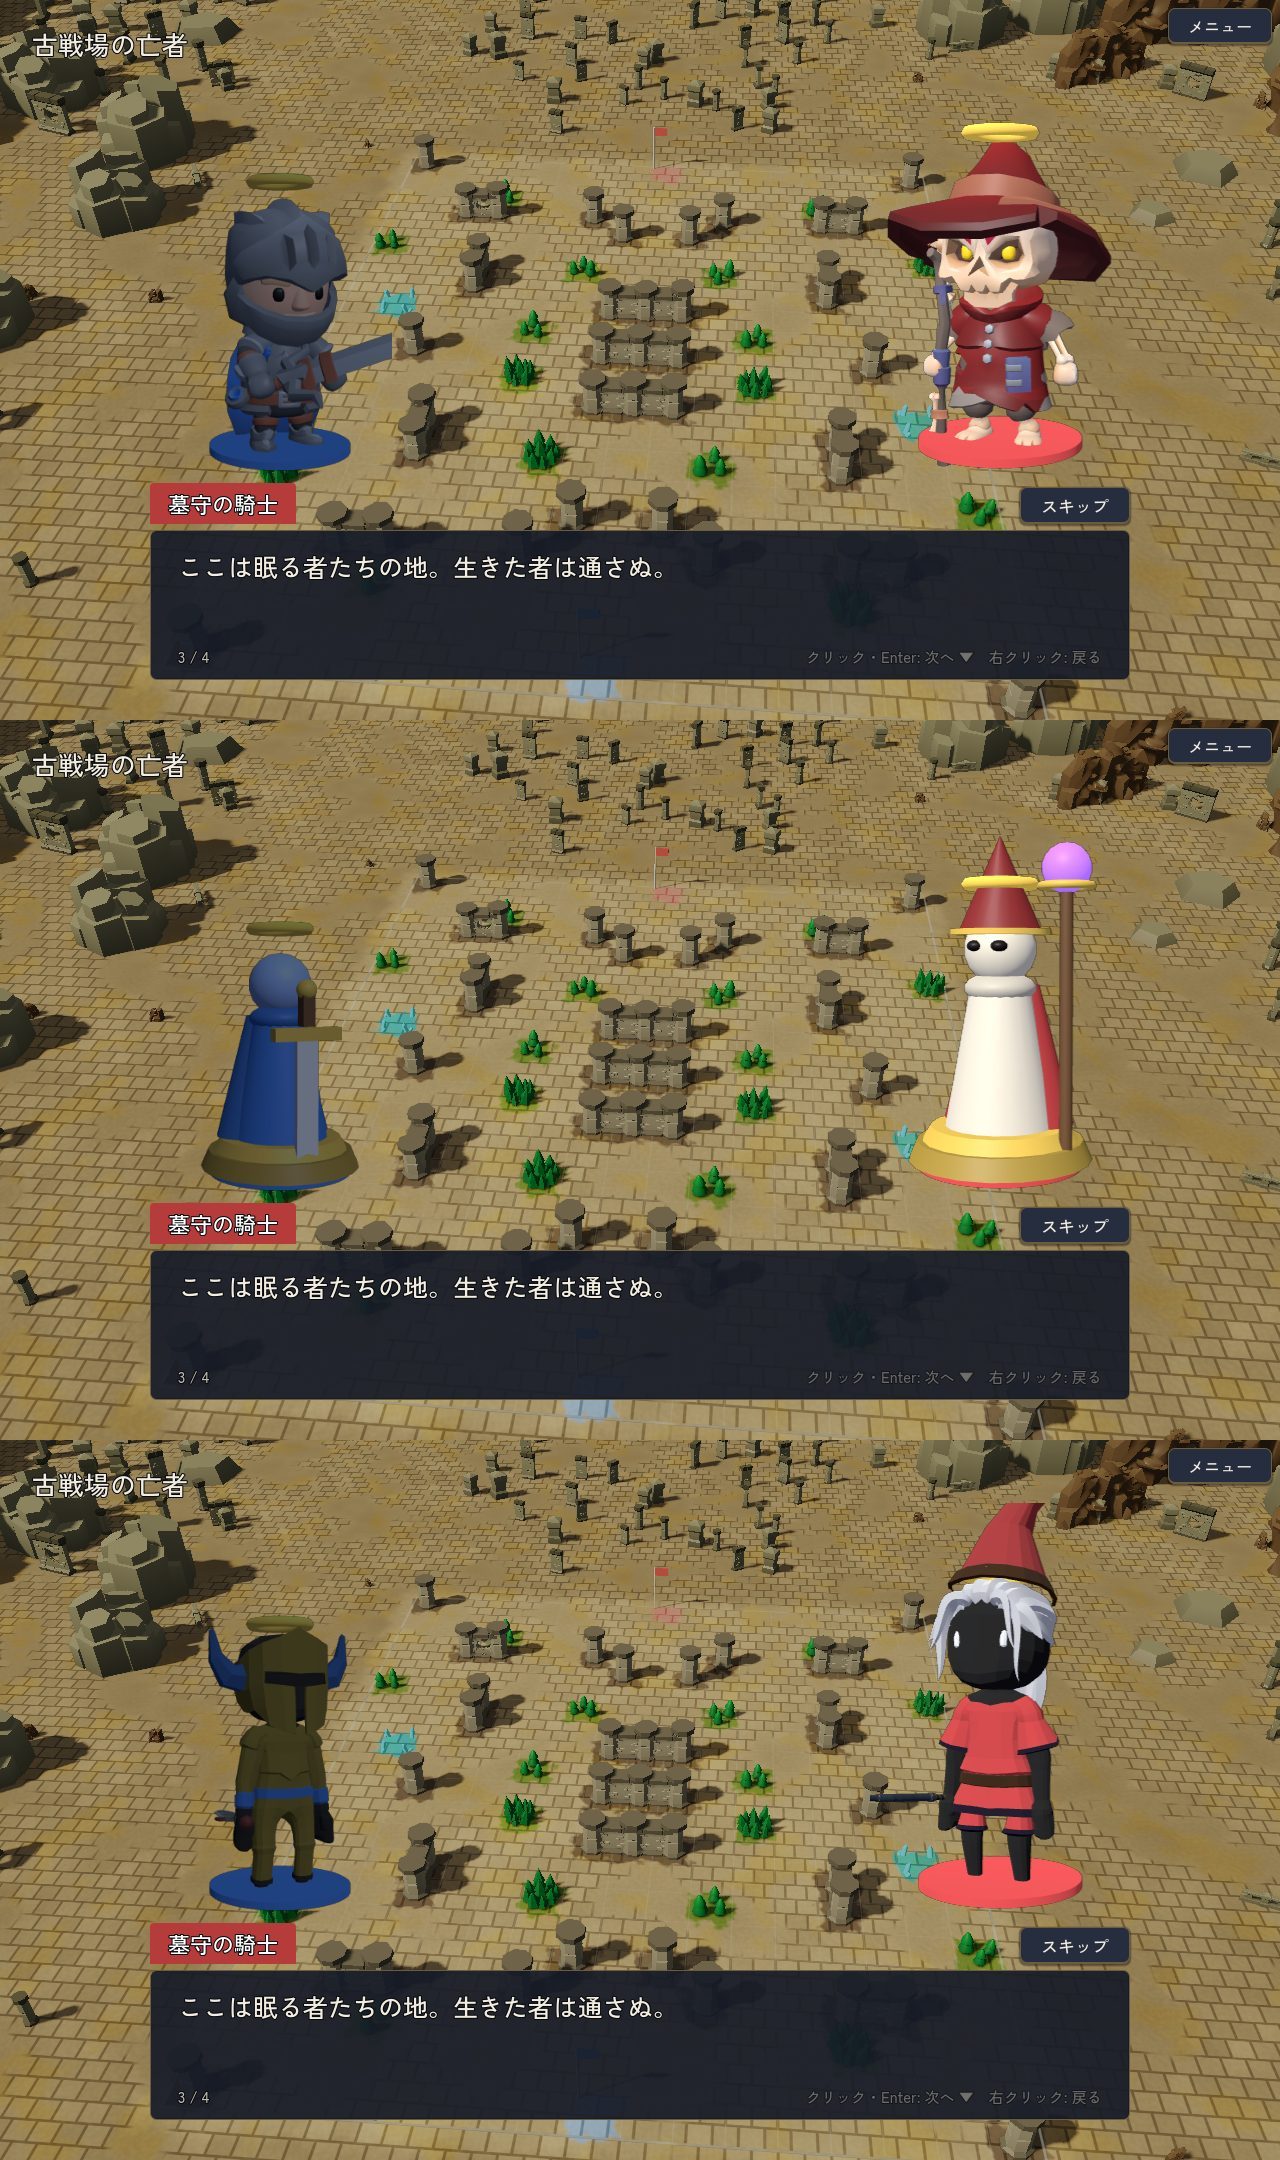 古戦場の亡者
メニュー
墓守の騎士
スキップ
ここは眠る者たちの地。生きた者は通さぬ。
3 / 4
クリック・Enter: 次へ ▼ 右クリック: 戻る
古戦場の亡者
メニュー
墓守の騎士
スキップ
ここは眠る者たちの地。生きた者は通さぬ。
3 / 4
クリック・Enter: 次へ ▼ 右クリック: 戻る
古戦場の亡者
メニュー
墓守の騎士
スキップ
ここは眠る者たちの地。生きた者は通さぬ。
3 / 4
クリック・Enter: 次へ ▼ 右クリック: 戻る